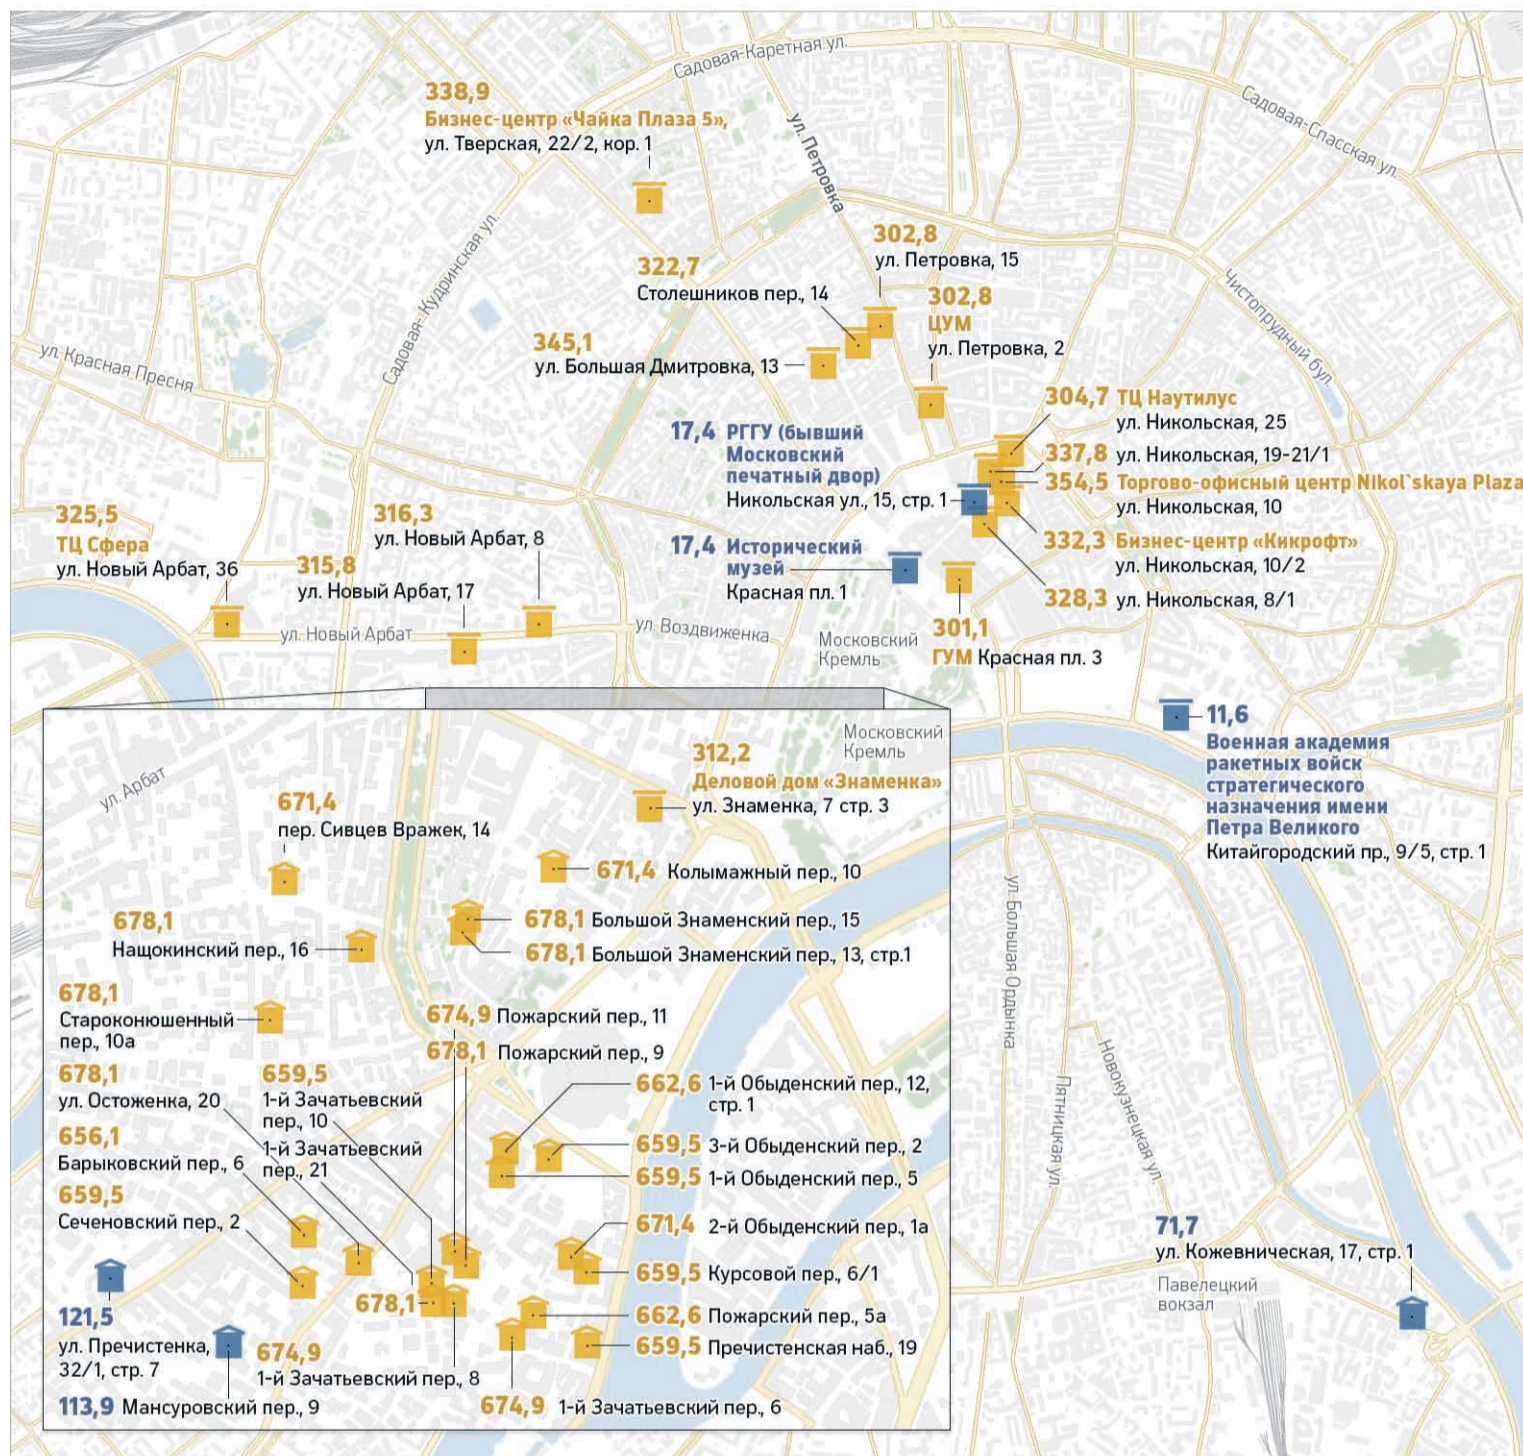 Садовая-Каретная ул.
338,9
Бизнес-центр «Чайка Плаза 5»,
ул. Тверская, 22/2, кор. 1
ул. Петровка
Садовая-Спасская ул.
Садовая-Кудринская ул.
302,8
ул. Петровка, 15
322,7
Столешников пер., 14
302,8
ЦУМ
ул. Петровка, 2
Чистопрудный бул.
345,1
ул. Большая Дмитровка, 13
ул. Красная Пресня
304,7 ТЦ Наутилус
ул. Никольская, 25
17,4 РГГУ (бывший
Московский
печатный двор)
Никольская ул., 15, стр. 1
337,8 ул. Никольская, 19-21/1
354,5 Торгово-офисный центр Nikol`skaya Plaza
ул. Никольская, 10
325,5
ТЦ Сфера
ул. Новый Арбат, 36
316,3
ул. Новый Арбат, 8
315,8
ул. Новый Арбат, 17
17,4 Исторический
музей
Красная пл. 1
332,3 Бизнес-центр «Кикрофт»
ул. Никольская, 10/2
328,3 ул. Никольская, 8/1
ул. Новый Арбат
ул. Воздвиженка
Московский
Кремль
301,1
ГУМ Красная пл. 3
11,6
Военная академия
ракетных войск
стратегического
назначения имени
Петра Великого
Китайгородский пр., 9/5, стр. 1
Московский
Кремль
ул. Арбат
312,2
Деловой дом «Знаменка»
ул. Знаменка, 7 стр. 3
671,4
пер. Сивцев Вражек, 14
671,4 Колымажный пер., 10
678,1
Нащокинский пер., 16
678,1 Большой Знаменский пер., 15
678,1 Большой Знаменский пер., 13, стр.1
678,1
Староконюшенный
пер., 10а
674,9 Пожарский пер., 11
678,1 Пожарский пер., 9
678,1
ул. Остоженка, 20
659,5
1-й Зачатьевский
пер., 10
1-й Зачатьевский
пер., 21
662,6 1-й Обыденский пер., 12,
стр. 1
656,1
Барыковский пер., 6
659,5 3-й Обыденский пер., 2
659,5 1-й Обыденский пер., 5
659,5
Сеченовский пер., 2
671,4 2-й Обыденский пер., 1а
659,5 Курсовой пер., 6/1
678,1
662,6 Пожарский пер., 5а
659,5 Пречистенская наб., 19
121,5
ул. Пречистенка,
32/1, стр. 7
674,9
1-й Зачатьевский пер., 8
113,9 Мансуровский пер., 9
674,9 1-й Зачатьевский пер., 6
ул. Большая Ордынка
Пятницкая ул.
Новокузнецкая ул.
71,7
ул. Кожевническая, 17, стр. 1
Павелецкий
вокзал